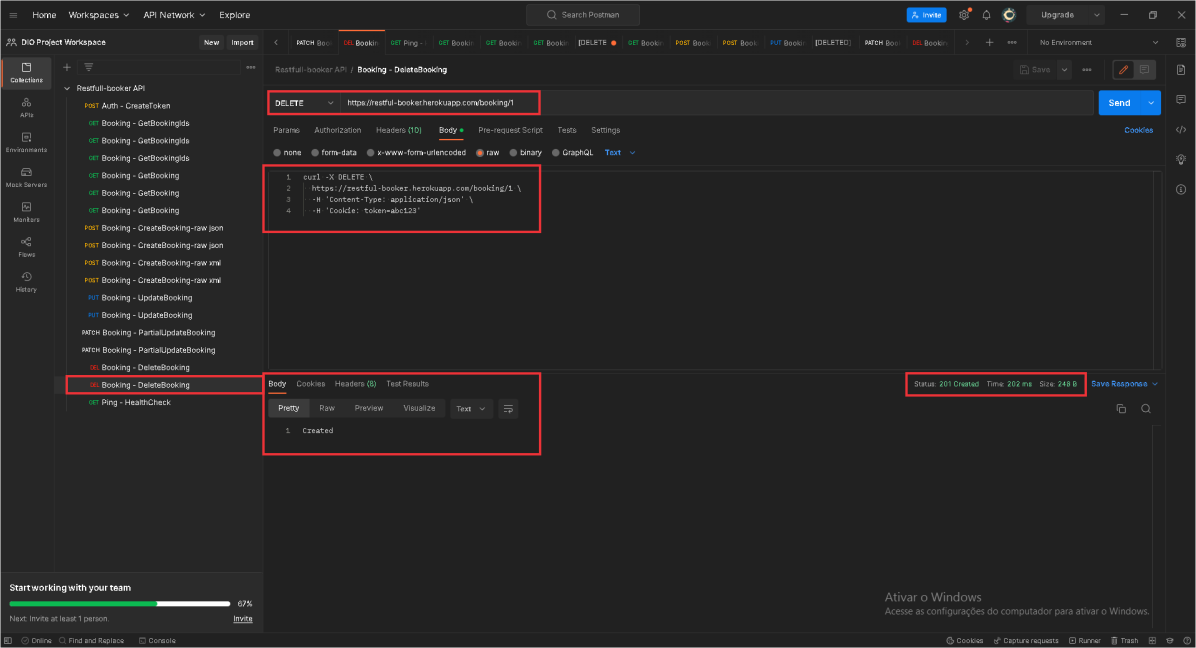 Home Workspaces API Network Explore Search Postman Invite Upgrade
DIO Project Workspace New Import PATCH Boo DEL Bookin GET Ping - GET Bookin GET Bookin GET Bookin [DELETE GET Bookin POST Book POST Book PUT Bookin [DELETED] PATCH Boo DEL Bookin No Environment
Collections
APIs
Environments
Mock Servers
Monitors
Flows
History
Restfull-booker API
POST Auth - CreateToken
GET Booking - GetBookingIds
GET Booking - GetBookingIds
GET Booking - GetBookingIds
GET Booking - GetBooking
GET Booking - GetBooking
GET Booking - GetBooking
POST Booking - CreateBooking-raw json
POST Booking - CreateBooking-raw json
POST Booking - CreateBooking-raw xml
POST Booking - CreateBooking-raw xml
PUT Booking - UpdateBooking
PUT Booking - UpdateBooking
PATCH Booking - PartialUpdateBooking
PATCH Booking - PartialUpdateBooking
DEL Booking - DeleteBooking
DEL Booking - DeleteBooking
GET Ping - HealthCheck
Restfull-booker API / Booking - DeleteBooking Save
DELETE https://restful-booker.herokuapp.com/booking/1 Send
Params Authorization Headers (10) Body Pre-request Script Tests Settings Cookies
none form-data x-www-form-urlencoded raw binary GraphQL Text
1 curl -X DELETE \
2 https://restful-booker.herokuapp.com/booking/1 \
3 -H 'Content-Type: application/json' \
4 -H 'Cookie: token=abc123'
Body Cookies Headers (8) Test Results Status: 201 Created Time: 202 ms Size: 248 B Save Response
Pretty Raw Preview Visualize Text
1 Created
Start working with your team
67%
Next: Invite at least 1 person. Invite
Ativar o Windows
Acesse as configurações do computador para ativar o Windows.
Online Find and Replace Console Cookies Capture requests Runner Trash